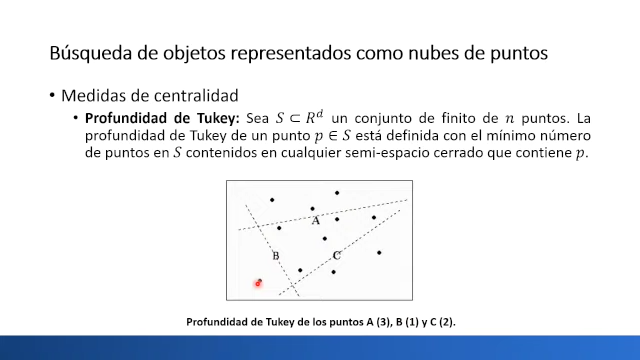 Búsqueda de objetos representados como nubes de puntos
• Medidas de centralidad
• Profundidad de Tukey: Sea S ⊂ R^d un conjunto de finito de n puntos. La
profundidad de Tukey de un punto p ∈ S está definida con el mínimo número
de puntos en S contenidos en cualquier semi-espacio cerrado que contiene p.
A
B
C
Profundidad de Tukey de los puntos A (3), B (1) y C (2).